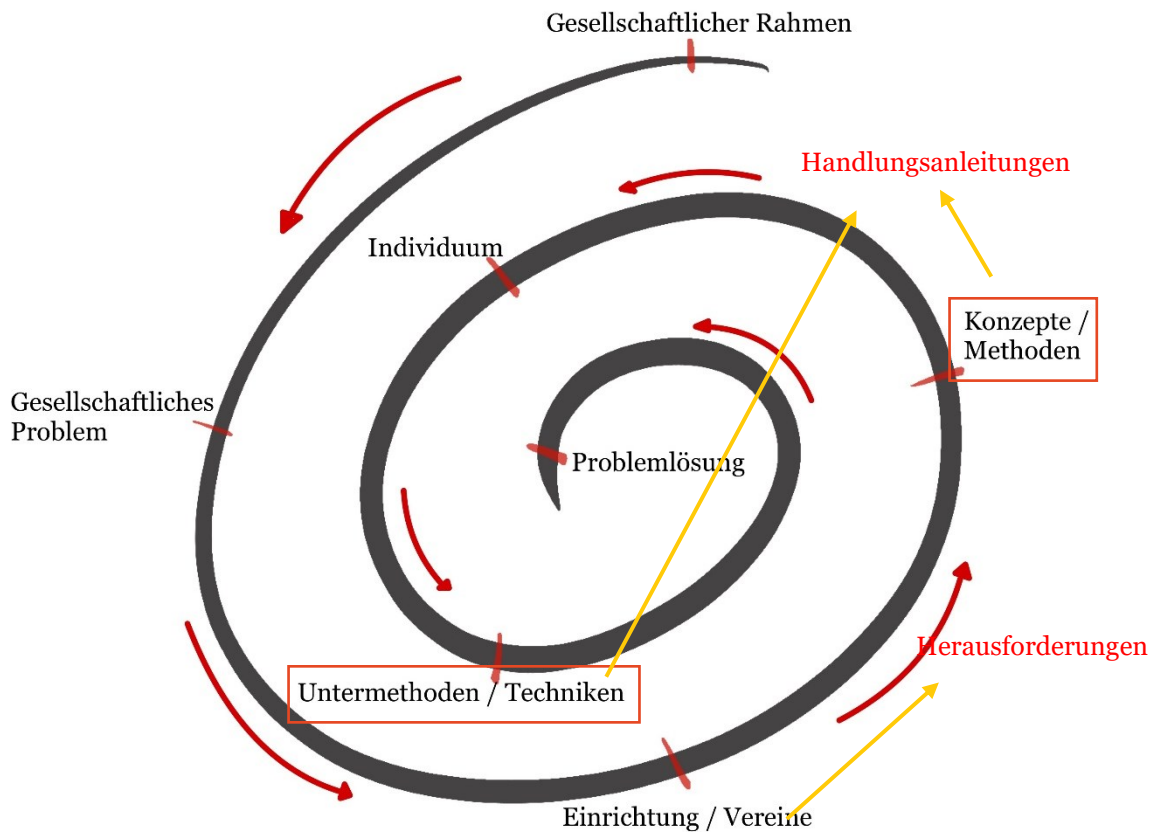 Gesellschaftlicher Rahmen
Handlungsanleitungen
Individuum
Konzepte /
Methoden
Gesellschaftliches
Problem
Problemlösung
Herausforderungen
Untermethoden / Techniken
Einrichtung / Vereine